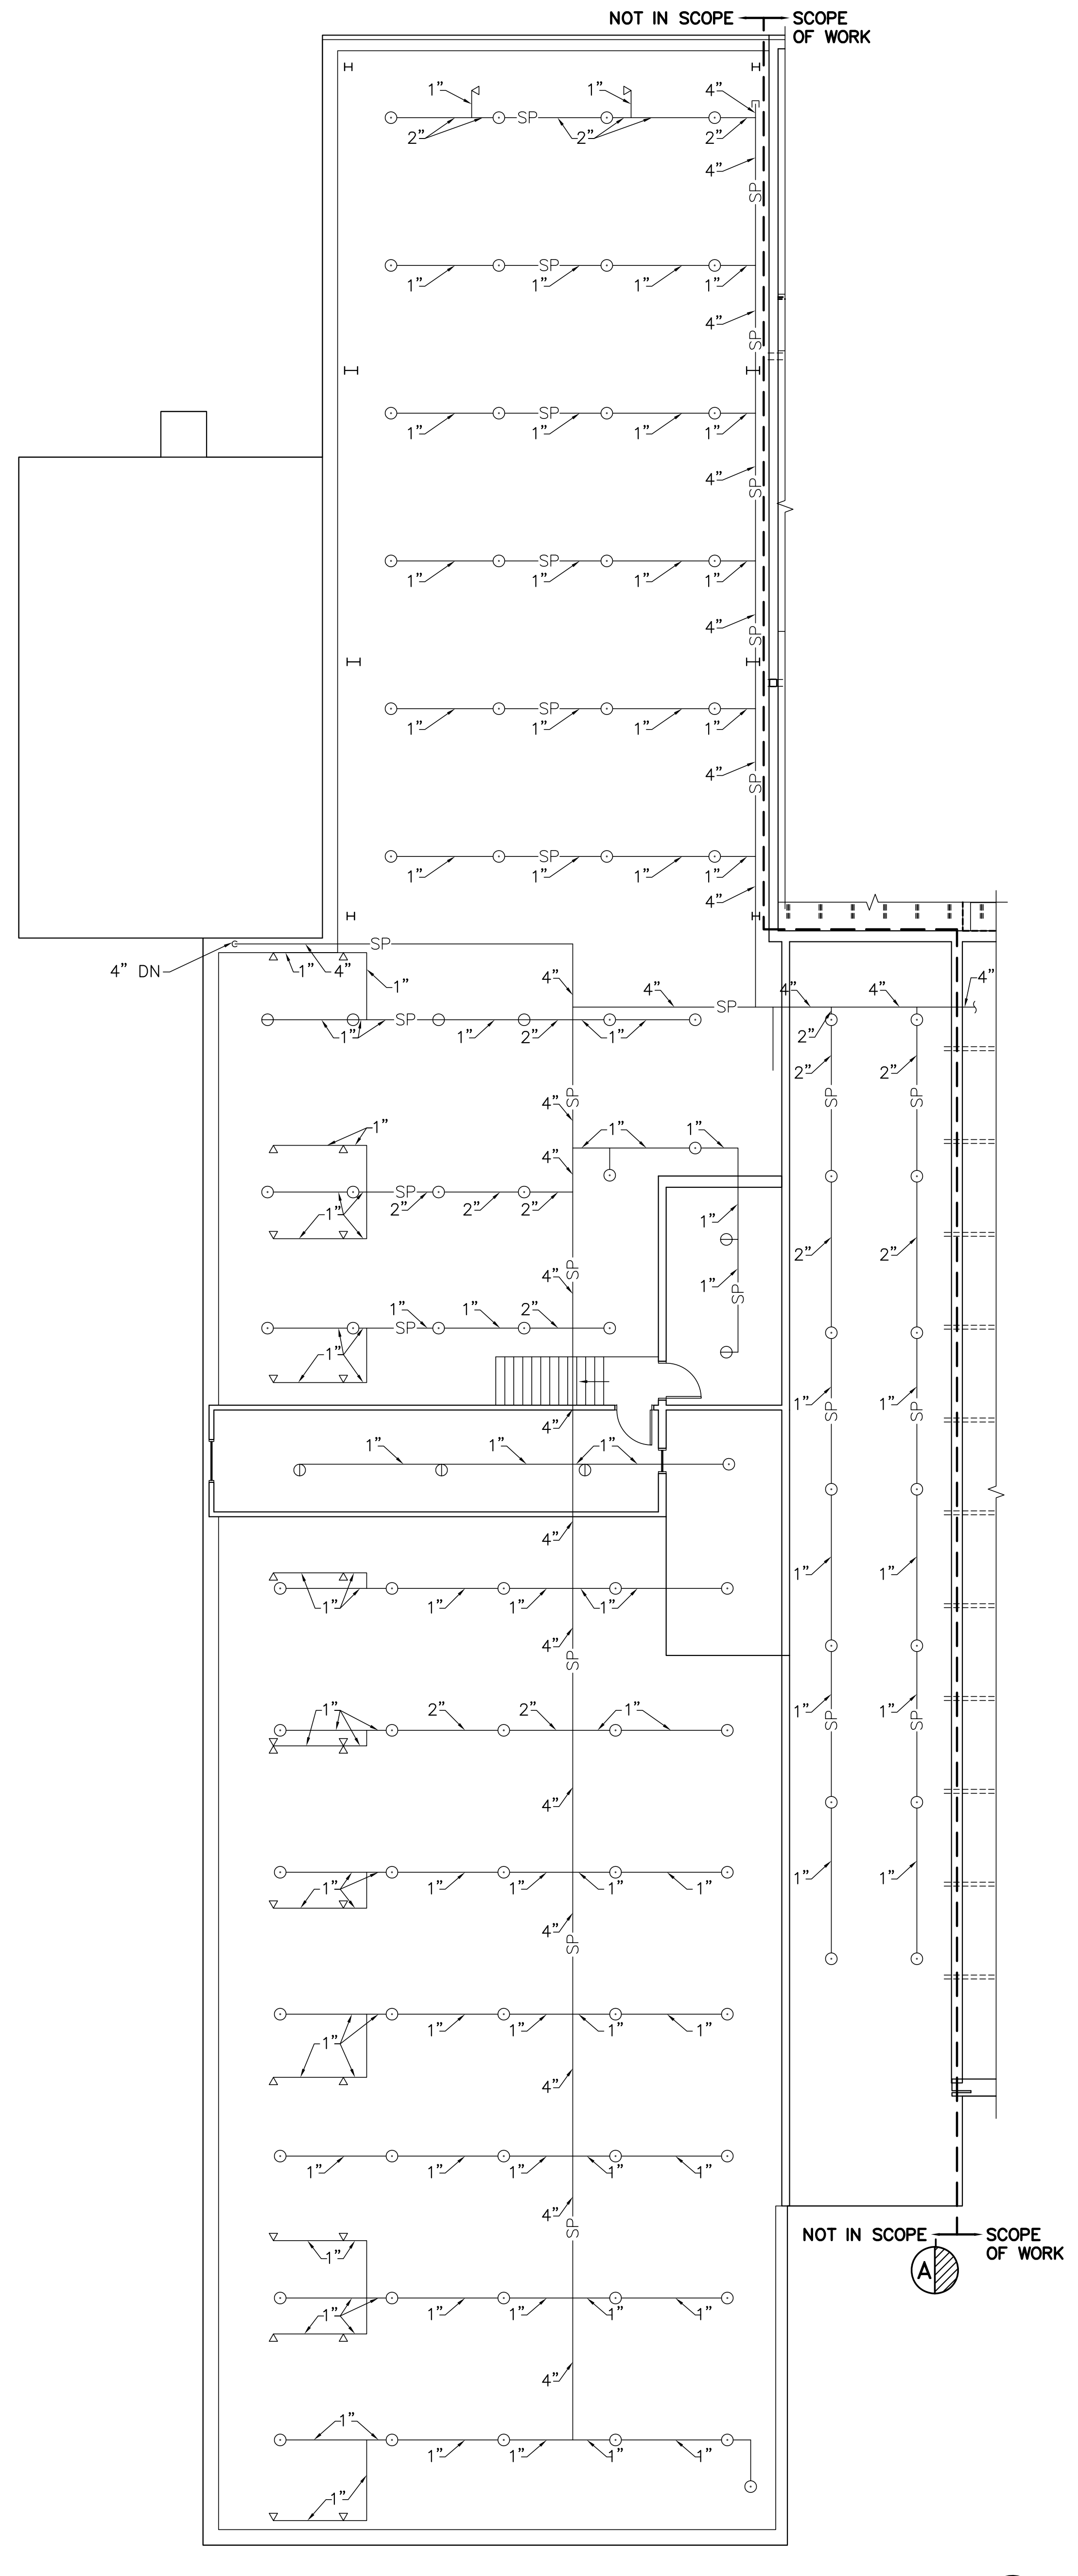 NOT IN SCOPE SCOPE
OF WORK
1” 1” 4”
SP
2” 2” 2”
4”
SP
SP
1” 1” 1” 1”
4”
SP
SP
1” 1” 1” 1”
4”
SP
SP
1” 1” 1” 1”
4”
SP
SP
1” 1” 1” 1”
4”
SP
SP
1” 1” 1” 1”
4”
SP
4” DN 1” 4” 1” 4” 4” 4” 4” 4”
SP
SP
1” 1” 2” 1” 2”
2” 2”
SP SP SP
4”
1” 1” 1”
4”
SP
1” 2” 2” 2” 1”
2” 2”
SP
4” 1”
SP
1” 1” 2”
SP
1”
1” 1”
SP SP
4”
1” 1” 1”
4”
1” 1”
1” 1” 1” 1”
4”
SP
1” 2” 2” 1” 1” 1”
SP SP
4”
1” 1” 1” 1” 1”
1” 1”
4”
SP
1” 1” 1” 1” 1”
4”
1” 1” 1” 1” 1”
4”
SP
NOT IN SCOPE SCOPE
OF WORK
1”
A
1” 1” 1” 1” 1”
4”
1”
1” 1” 1” 1”
1”